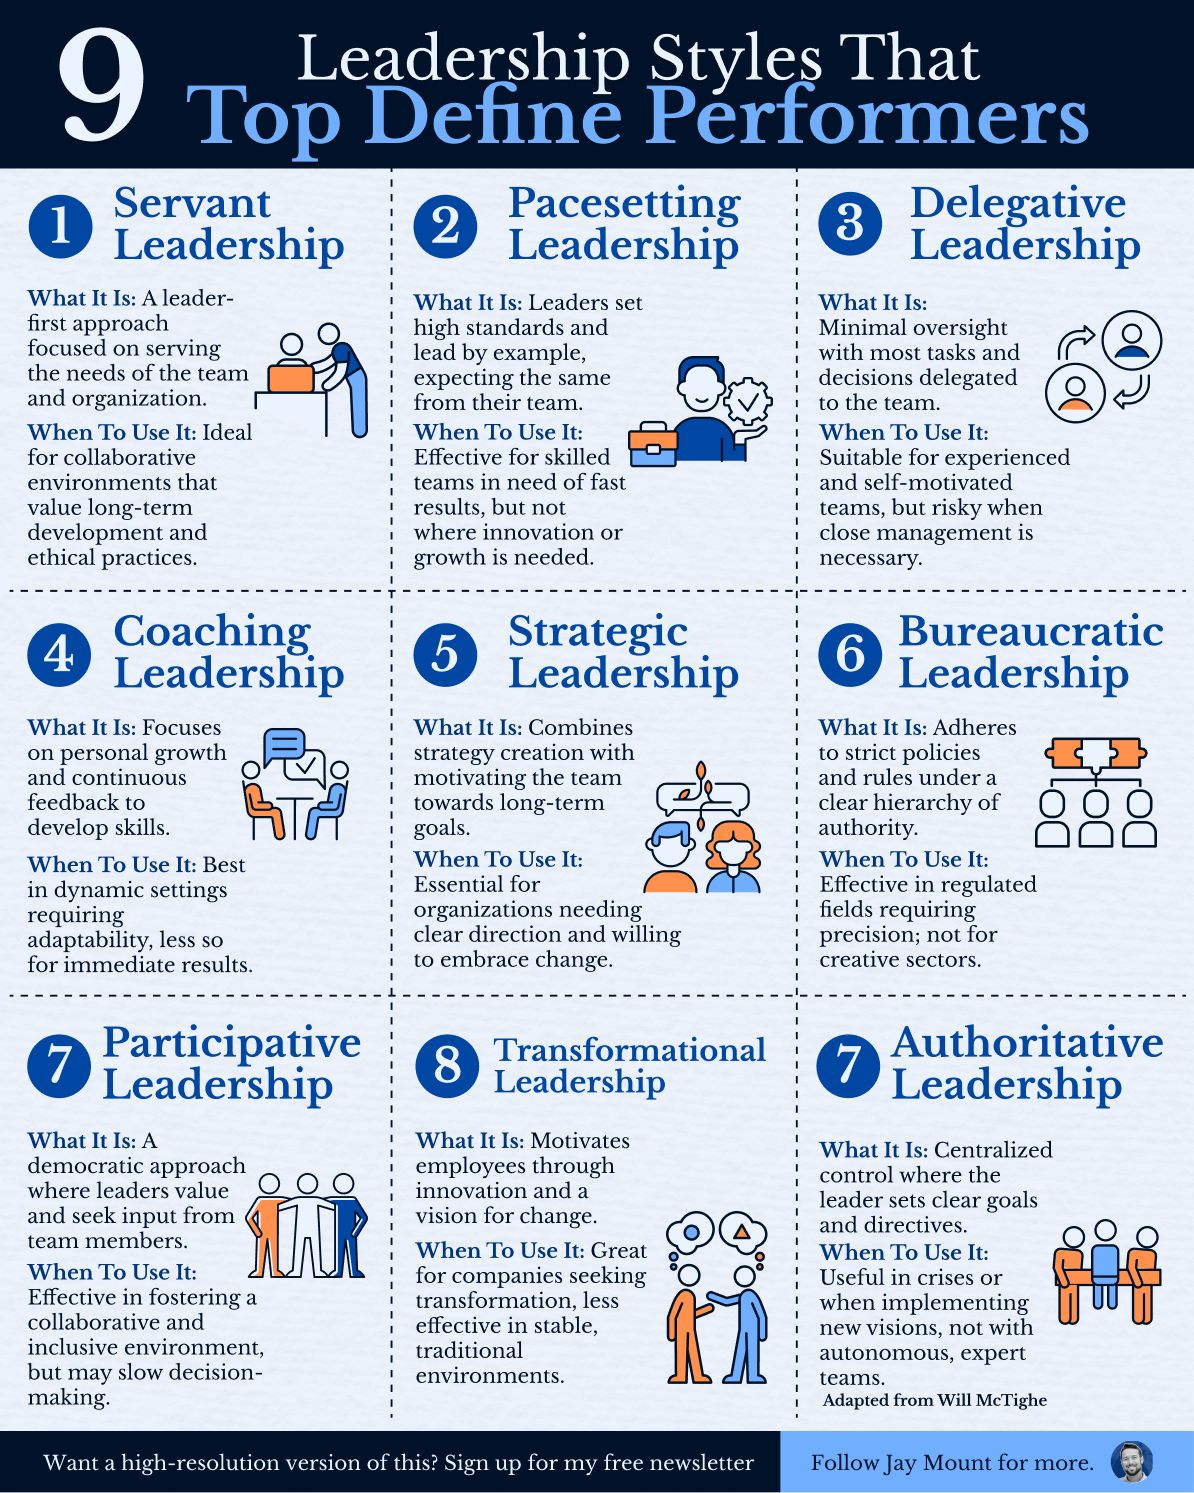 9
Leadership Styles That
Top Define Performers
1
Servant
Leadership
What It Is: A leader-
first approach
focused on serving
the needs of the team
and organization.
When To Use It: Ideal
for collaborative
environments that
value long-term
development and
ethical practices.
2
Pacesetting
Leadership
What It Is: Leaders set
high standards and
lead by example,
expecting the same
from their team.
When To Use It:
Effective for skilled
teams in need of fast
results, but not
where innovation or
growth is needed.
3
Delegative
Leadership
What It Is:
Minimal oversight
with most tasks and
decisions delegated
to the team.
When To Use It:
Suitable for experienced
and self-motivated
teams, but risky when
close management is
necessary.
4
Coaching
Leadership
What It Is: Focuses
on personal growth
and continuous
feedback to
develop skills.
When To Use It: Best
in dynamic settings
requiring
adaptability, less so
for immediate results.
5
Strategic
Leadership
What It Is: Combines
strategy creation with
motivating the team
towards long-term
goals.
When To Use It:
Essential for
organizations needing
clear direction and willing
to embrace change.
6
Bureaucratic
Leadership
What It Is: Adheres
to strict policies
and rules under a
clear hierarchy of
authority.
When To Use It:
Effective in regulated
fields requiring
precision; not for
creative sectors.
7
Participative
Leadership
What It Is: A
democratic approach
where leaders value
and seek input from
team members.
When To Use It:
Effective in fostering a
collaborative and
inclusive environment,
but may slow decision-
making.
8
Transformational
Leadership
What It Is: Motivates
employees through
innovation and a
vision for change.
When To Use It: Great
for companies seeking
transformation, less
effective in stable,
traditional
environments.
7
Authoritative
Leadership
What It Is: Centralized
control where the
leader sets clear goals
and directives.
When To Use It:
Useful in crises or
when implementing
new visions, not with
autonomous, expert
teams.
Adapted from Will McTighe
Want a high-resolution version of this? Sign up for my free newsletter
Follow Jay Mount for more.